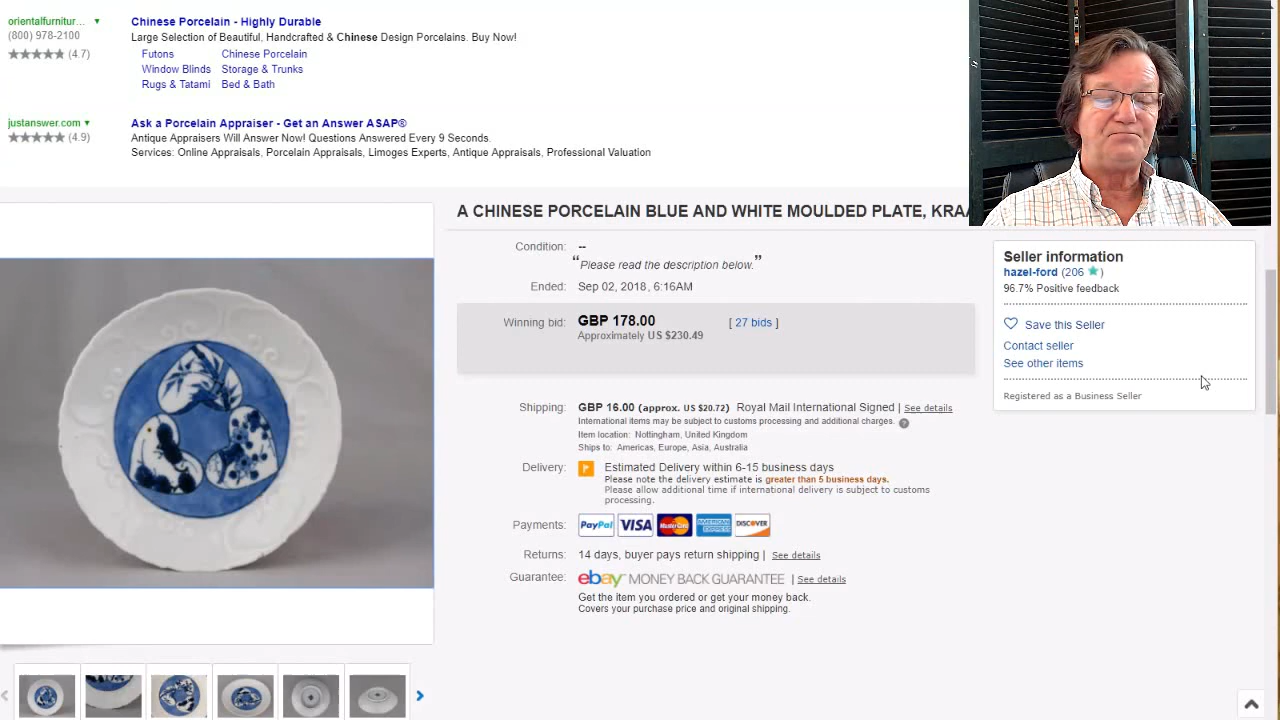 orientalfurnitur... ▼
(800) 978-2100
(4.7)
Chinese Porcelain - Highly Durable
Large Selection of Beautiful, Handcrafted & Chinese Design Porcelains. Buy Now!
Futons Chinese Porcelain
Window Blinds Storage & Trunks
Rugs & Tatami Bed & Bath
justanswer.com ▼
(4.9)
Ask a Porcelain Appraiser - Get an Answer ASAP®
Antique Appraisers Will Answer Now! Questions Answered Every 9 Seconds.
Services: Online Appraisals, Porcelain Appraisals, Limoges Experts, Antique Appraisals, Professional Valuation
A CHINESE PORCELAIN BLUE AND WHITE MOULDED PLATE,
Condition: --
“Please read the description below.”
Ended: Sep 02, 2018, 6:16AM
Winning bid: GBP 178.00 [ 27 bids ]
Approximately US $230.49
Shipping: GBP 16.00 (approx. US $20.72) Royal Mail International Signed | See details
International items may be subject to customs processing and additional charges. ?
Item location: Nottingham, United Kingdom
Ships to: Americas, Europe, Asia, Australia
Delivery: Estimated Delivery within 6-15 business days
Please note the delivery estimate is greater than 5 business days.
Please allow additional time if international delivery is subject to customs
processing.
Payments: PayPal VISA MasterCard AMERICAN EXPRESS DISCOVER
Returns: 14 days, buyer pays return shipping | See details
Guarantee: ebay MONEY BACK GUARANTEE | See details
Get the item you ordered or get your money back.
Covers your purchase price and original shipping.
Seller information
hazel-ford (206 ★)
96.7% Positive feedback
Save this Seller
Contact seller
See other items
Registered as a Business Seller